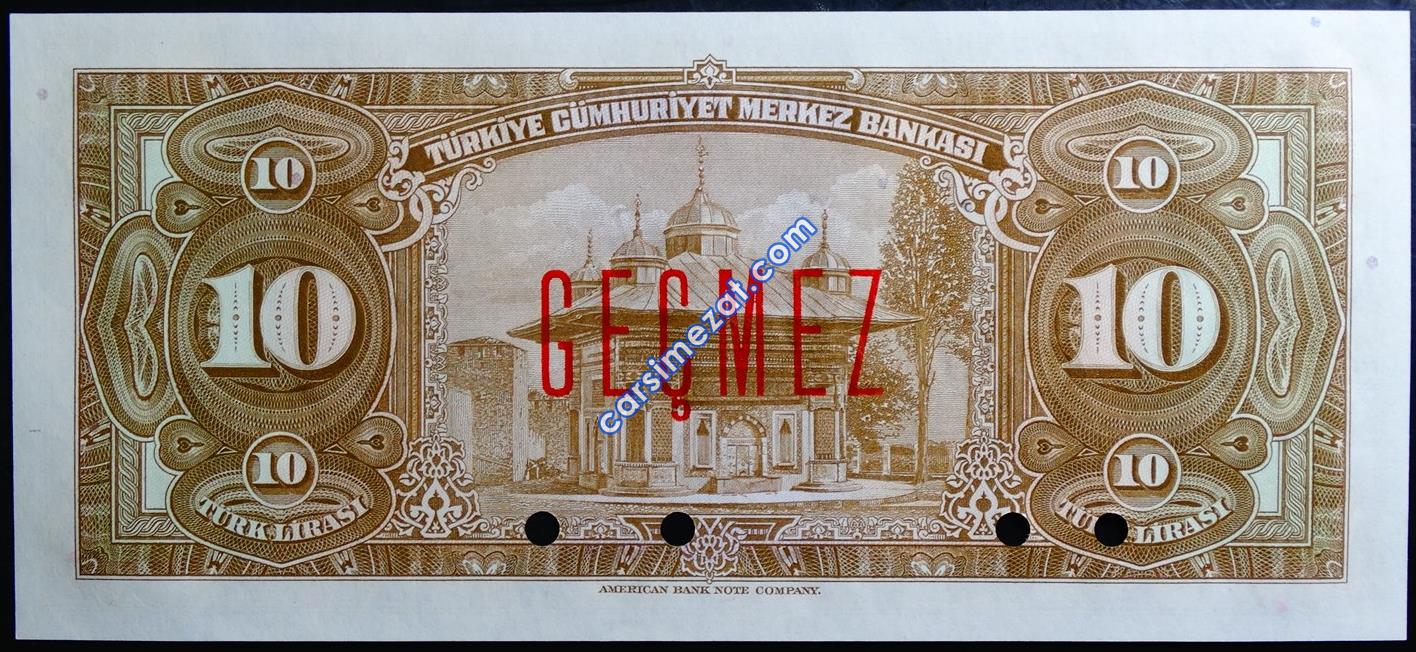 TÜRKİYE CÜMHURİYET MERKEZ BANKASI
10
10
10
10
GEÇMEZ
carsimezat.com
10
10
TÜRK LİRASI
LİRASI
AMERICAN BANK NOTE COMPANY.